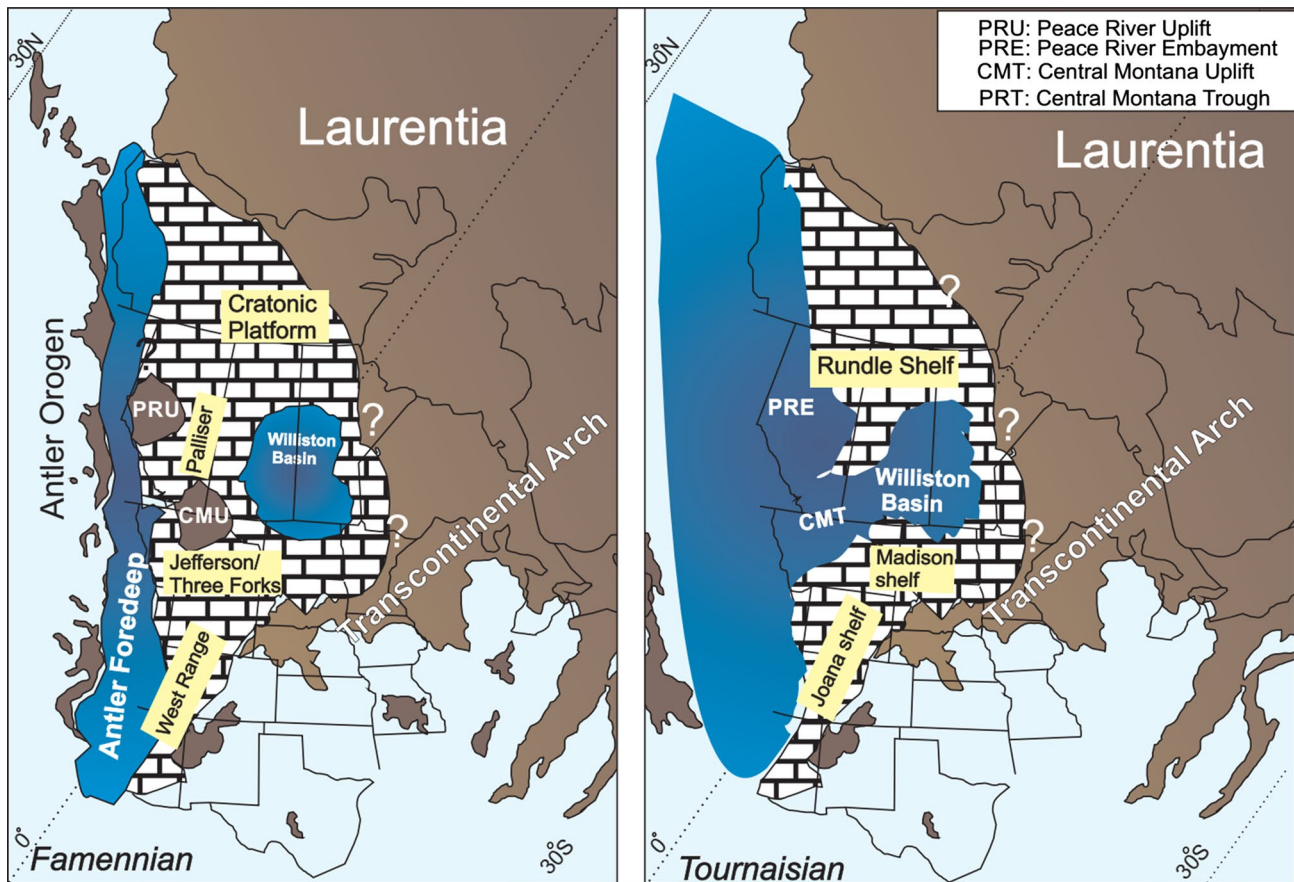 30°N
Laurentia
Cratonic
Platform
Antler Orogen
?
PRU
Palliser
?
Williston
Basin
CMU
?
Jefferson/
Three Forks
Antler Foredeep
Transcontinental Arch
West Range
0°
Famennian
30°S
PRU: Peace River Uplift
PRE: Peace River Embayment
CMT: Central Montana Uplift
PRT: Central Montana Trough
30°N
Laurentia
?
Rundle Shelf
PRE
?
Williston
Basin
CMT
?
Madison
shelf
Transcontinental Arch
Joana shelf
0°
Tournaisian
30°S